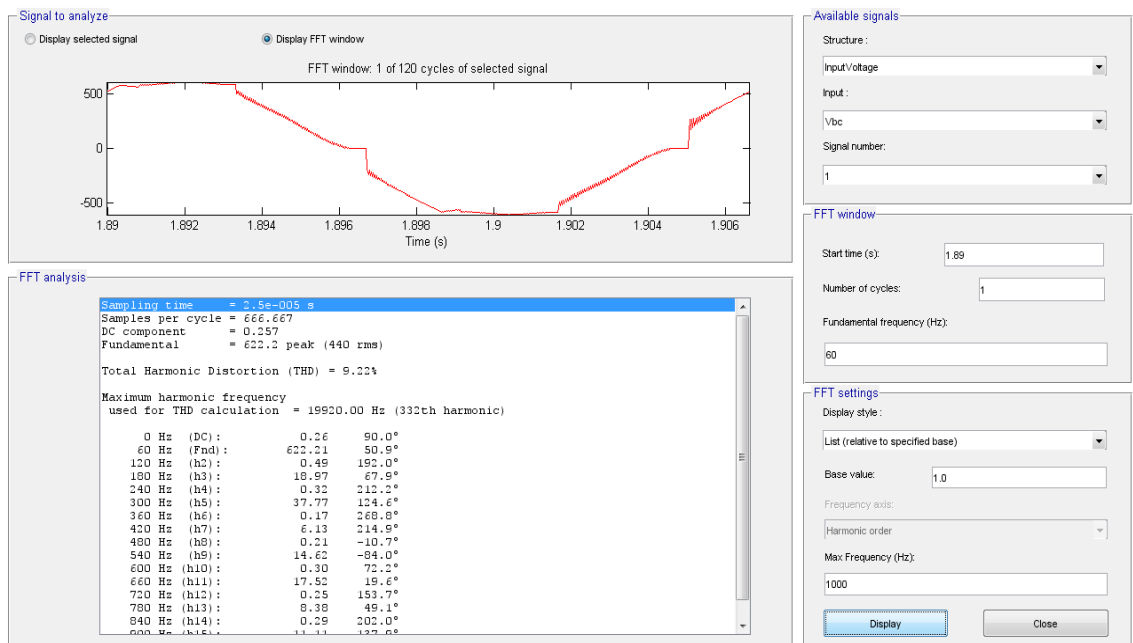 Signal to analyze
Display selected signal
Display FFT window
FFT window: 1 of 120 cycles of selected signal
500
0
-500
1.89 1.892 1.894 1.896 1.898 1.9 1.902 1.904 1.906
Time (s)
FFT analysis
Sampling time = 2.5e-005 s
Samples per cycle = 666.667
DC component = 0.257
Fundamental = 622.2 peak (440 rms)
Total Harmonic Distortion (THD) = 9.22%
Maximum harmonic frequency
used for THD calculation = 19920.00 Hz (332th harmonic)
0 Hz (DC): 0.26 90.0°
60 Hz (Fnd): 622.21 50.9°
120 Hz (h2): 0.49 192.0°
180 Hz (h3): 18.97 67.9°
240 Hz (h4): 0.32 212.2°
300 Hz (h5): 37.77 124.6°
360 Hz (h6): 0.17 268.8°
420 Hz (h7): 6.13 214.9°
480 Hz (h8): 0.21 -10.7°
540 Hz (h9): 14.62 -84.0°
600 Hz (h10): 0.30 72.2°
660 Hz (h11): 17.52 19.6°
720 Hz (h12): 0.25 153.7°
780 Hz (h13): 8.38 49.1°
840 Hz (h14): 0.29 202.0°
900 Hz (h15): 11.11 137.9°
Available signals
Structure :
InputVoltage
Input :
Vbc
Signal number:
1
FFT window
Start time (s): 1.89
Number of cycles: 1
Fundamental frequency (Hz):
60
FFT settings
Display style :
List (relative to specified base)
Base value: 1.0
Frequency axis:
Harmonic order
Max Frequency (Hz):
1000
Display
Close